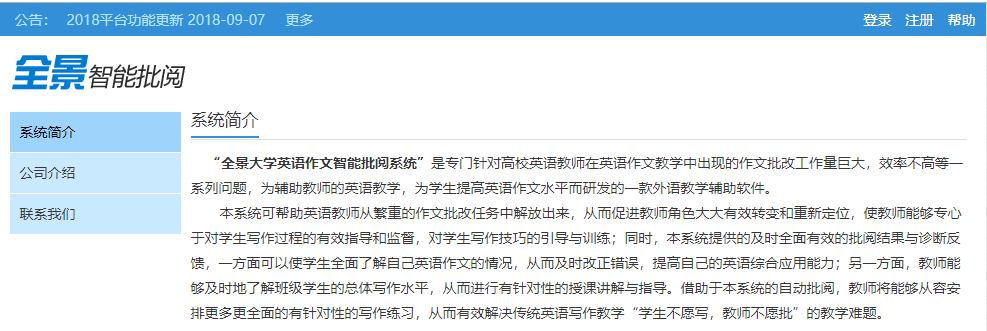 公告： 2018平台功能更新 2018-09-07 更多
登录 注册 帮助
全景智能批阅
系统简介
公司介绍
联系我们
系统简介
“全景大学英语作文智能批阅系统”是专门针对高校英语教师在英语作文教学中出现的作文批改工作量巨大，效率不高等一
系列问题，为辅助教师的英语教学，为学生提高英语作文水平而研发的一款外语教学辅助软件。
本系统可帮助英语教师从繁重的作文批改任务中解放出来，从而促进教师角色大大有效转变和重新定位，使教师能够专心
于对学生写作过程的有效指导和监督，对学生写作技巧的引导与训练；同时，本系统提供的及时全面有效的批阅结果与诊断反
馈，一方面可以使学生全面了解自己英语作文的情况，从而及时改正错误，提高自己的英语综合应用能力；另一方面，教师能
够及时地了解班级学生的总体写作水平，从而进行有针对性的授课讲解与指导。借助于本系统的自动批阅，教师将能够从容安
排更多更全面的有针对性的写作练习，从而有效解决传统英语写作教学“学生不愿写，教师不愿批”的教学难题。